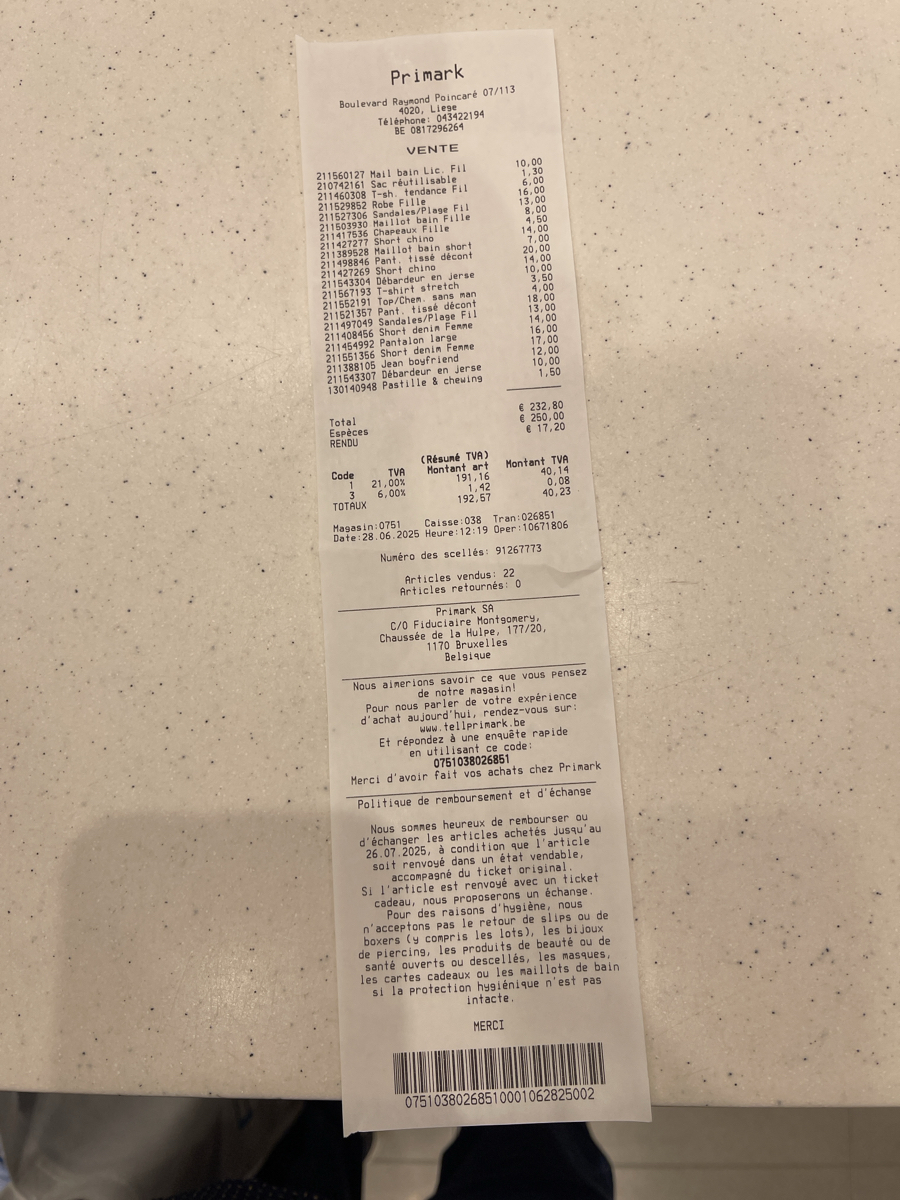 Primark
Boulevard Raymond Poincaré 07/113
4020, Liege
Téléphone: 043422194
BE 0817296264
VENTE
211560127 Mail bain Lic. Fil 10,00
210742161 Sac réutilisable 1,30
211460308 T-sh. tendance Fil 6,00
211529852 Robe Fille 16,00
211527306 Sandales/Plage Fil 13,00
211503930 Maillot bain Fille 8,00
211417536 Chapeaux Fille 4,50
211427277 Short chino 14,00
211389528 Maillot bain short 7,00
211498846 Pant. tissé décont 20,00
211427269 Short chino 14,00
211543304 Débardeur en jerse 10,00
211567193 T-shirt stretch 3,50
211552191 Top/Chem. sans man 4,00
211521357 Pant. tissé décont 18,00
211497049 Sandales/Plage Fil 13,00
211408456 Short denim Femme 14,00
211454992 Pantalon large 16,00
211551356 Short denim Femme 17,00
211388105 Jean boyfriend 12,00
211543307 Débardeur en jerse 10,00
130140948 Pastille & chewing 1,50
Total € 232,80
Espèces € 250,00
RENDU € 17,20
(Résumé TVA)
Code TVA Montant art Montant TVA
1 21,00% 191,16 40,14
3 6,00% 1,42 0,08
TOTAUX 192,57 40,23
Magasin:0751 Caisse:038 Tran:026851
Date:28.06.2025 Heure:12:19 Oper:10671806
Numéro des scellés: 91267773
Articles vendus: 22
Articles retournés: 0
Primark SA
C/O Fiduciaire Montgomery,
Chaussée de la Hulpe, 177/20,
1170 Bruxelles
Belgique
Nous aimerions savoir ce que vous pensez
de notre magasin!
Pour nous parler de votre expérience
d'achat aujourd'hui, rendez-vous sur:
www.tellprimark.be
Et répondez à une enquête rapide
en utilisant ce code:
0751038026851
Merci d'avoir fait vos achats chez Primark
Politique de remboursement et d'échange
Nous sommes heureux de rembourser ou
d'échanger les articles achetés jusqu'au
26.07.2025, à condition que l'article
soit renvoyé dans un état vendable,
accompagné du ticket original.
Si l'article est renvoyé avec un ticket
cadeau, nous proposerons un échange.
Pour des raisons d'hygiène, nous
n'acceptons pas le retour de slips ou de
boxers (y compris les lots), les bijoux
de piercing, les produits de beauté ou de
santé ouverts ou descellés, les masques,
les cartes cadeaux ou les maillots de bain
si la protection hygiénique n'est pas
intacte.
MERCI
07510380268510001062825002